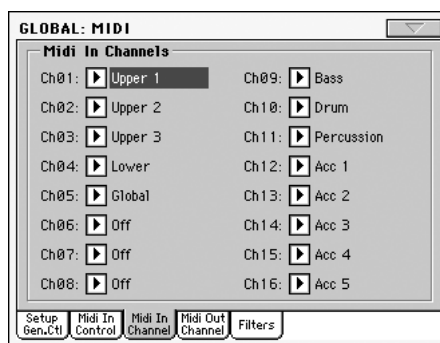 GLOBAL: MIDI
Midi In Channels
Ch01: Upper 1
Ch02: Upper 2
Ch03: Upper 3
Ch04: Lower
Ch05: Global
Ch06: Off
Ch07: Off
Ch08: Off
Ch09: Bass
Ch10: Drum
Ch11: Percussion
Ch12: Acc 1
Ch13: Acc 2
Ch14: Acc 3
Ch15: Acc 4
Ch16: Acc 5
Setup
Gen.Ctl
Midi In
Control
Midi In
Channel
Midi Out
Channel
Filters